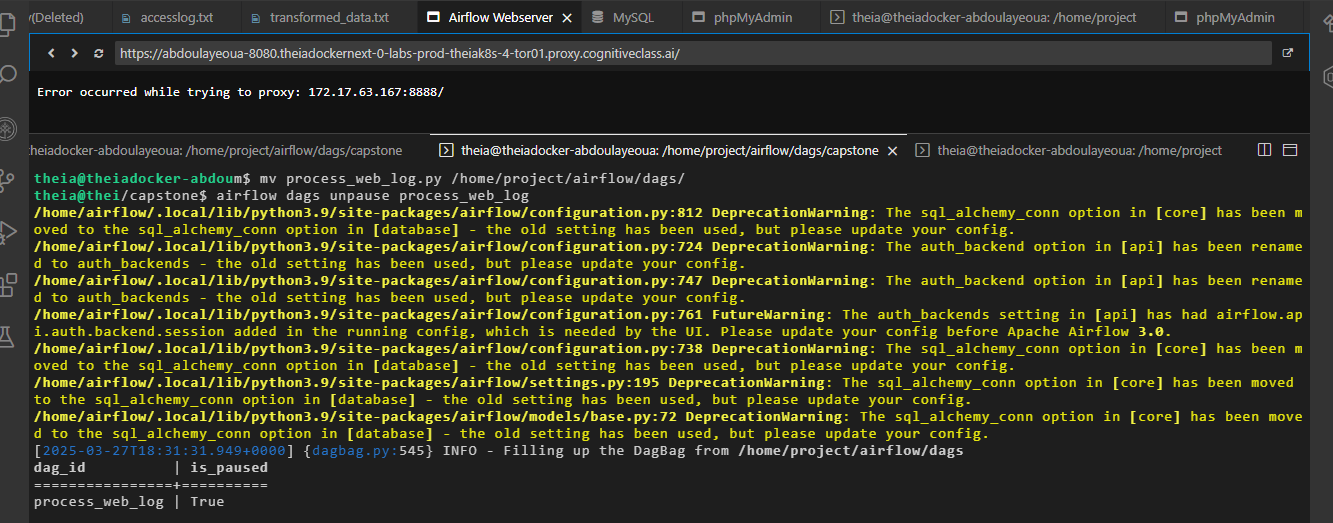 y(Deleted) accesslog.txt transformed_data.txt Airflow Webserver MySQL phpMyAdmin theia@theiadocker-abdoulayeoua: /home/project phpMyAdmin
https://abdoulayeoua-8080.theiadockernext-0-labs-prod-theiak8s-4-tor01.proxy.cognitiveclass.ai/
Error occurred while trying to proxy: 172.17.63.167:8888/
heiadocker-abdoulayeoua: /home/project/airflow/dags/capstone theia@theiadocker-abdoulayeoua: /home/project/airflow/dags/capstone theia@theiadocker-abdoulayeoua: /home/project
theia@theiadocker-abdoum$ mv process_web_log.py /home/project/airflow/dags/
theia@thei/capstone$ airflow dags unpause process_web_log
/home/airflow/.local/lib/python3.9/site-packages/airflow/configuration.py:812 DeprecationWarning: The sql_alchemy_conn option in [core] has been m
oved to the sql_alchemy_conn option in [database] - the old setting has been used, but please update your config.
/home/airflow/.local/lib/python3.9/site-packages/airflow/configuration.py:724 DeprecationWarning: The auth_backend option in [api] has been rename
d to auth_backends - the old setting has been used, but please update your config.
/home/airflow/.local/lib/python3.9/site-packages/airflow/configuration.py:747 DeprecationWarning: The auth_backend option in [api] has been rename
d to auth_backends - the old setting has been used, but please update your config.
/home/airflow/.local/lib/python3.9/site-packages/airflow/configuration.py:761 FutureWarning: The auth_backends setting in [api] has had airflow.ap
i.auth.backend.session added in the running config, which is needed by the UI. Please update your config before Apache Airflow 3.0.
/home/airflow/.local/lib/python3.9/site-packages/airflow/configuration.py:738 DeprecationWarning: The sql_alchemy_conn option in [core] has been m
oved to the sql_alchemy_conn option in [database] - the old setting has been used, but please update your config.
/home/airflow/.local/lib/python3.9/site-packages/airflow/settings.py:195 DeprecationWarning: The sql_alchemy_conn option in [core] has been moved
to the sql_alchemy_conn option in [database] - the old setting has been used, but please update your config.
/home/airflow/.local/lib/python3.9/site-packages/airflow/models/base.py:72 DeprecationWarning: The sql_alchemy_conn option in [core] has been move
d to the sql_alchemy_conn option in [database] - the old setting has been used, but please update your config.
[2025-03-27T18:31:31.949+0000] {dagbag.py:545} INFO - Filling up the DagBag from /home/project/airflow/dags
dag_id | is_paused
================+==========
process_web_log | True